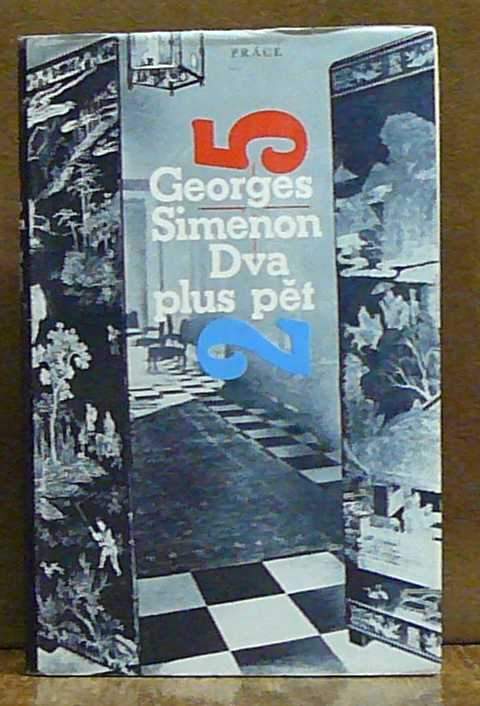 PRÁCE
5
Georges
Simenon
Dva
plus pět
2